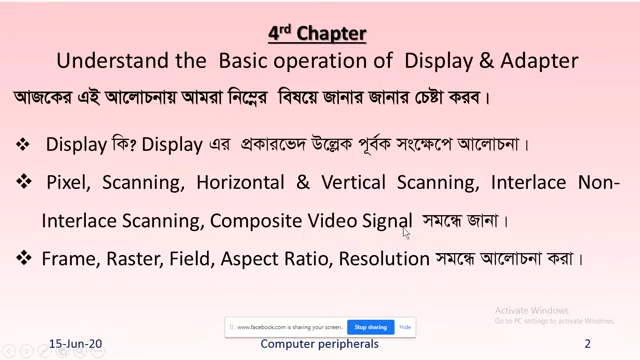 4rd Chapter
Understand the Basic operation of Display & Adapter
আজকের এই আলোচনায় আমরা নিম্নের বিষয়ে জানার জানার চেষ্টা করব।
❖ Display কি? Display এর প্রকারভেদ উল্লেক পূর্বক সংক্ষেপে আলোচনা।
❖ Pixel, Scanning, Horizontal & Vertical Scanning, Interlace Non-
Interlace Scanning, Composite Video Signal সমন্ধে জানা।
❖ Frame, Raster, Field, Aspect Ratio, Resolution সমন্ধে আলোচনা করা।
Activate Windows
Go to PC settings to activate Windows.
www.facebook.com is sharing your screen. Stop sharing Hide
15-Jun-20 Computer peripherals 2